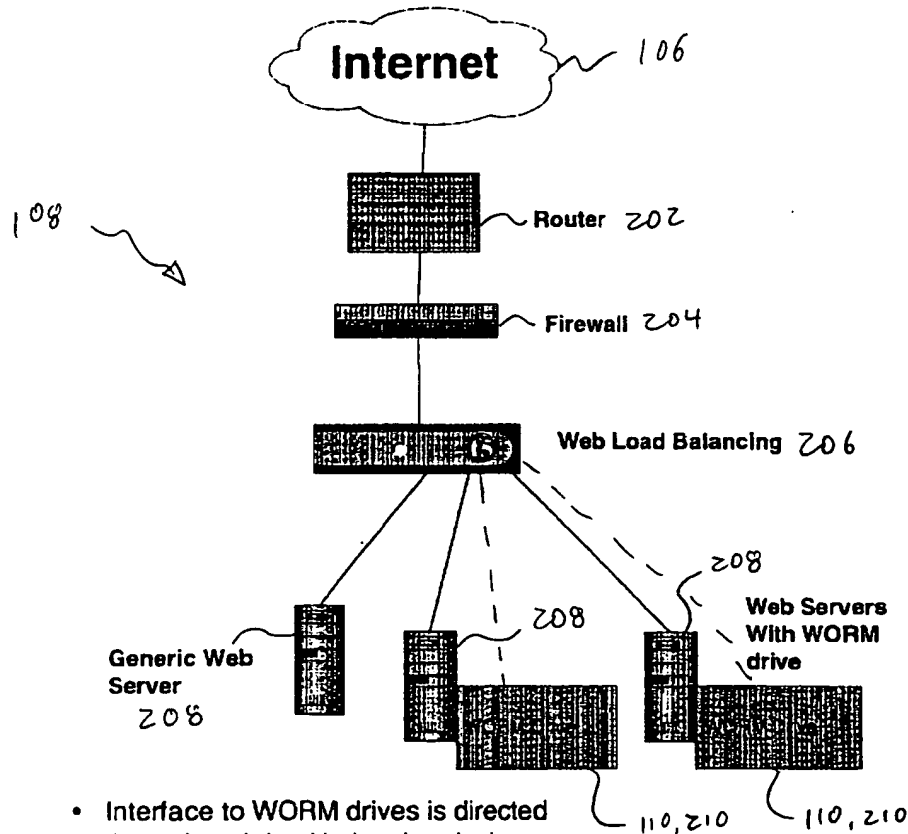 Internet 106
108
Router 202
Firewall 204
Web Load Balancing 206
208
208
Web Servers
With WORM
drive
Generic Web
Server
208
• Interface to WORM drives is directed
110, 210 110, 210